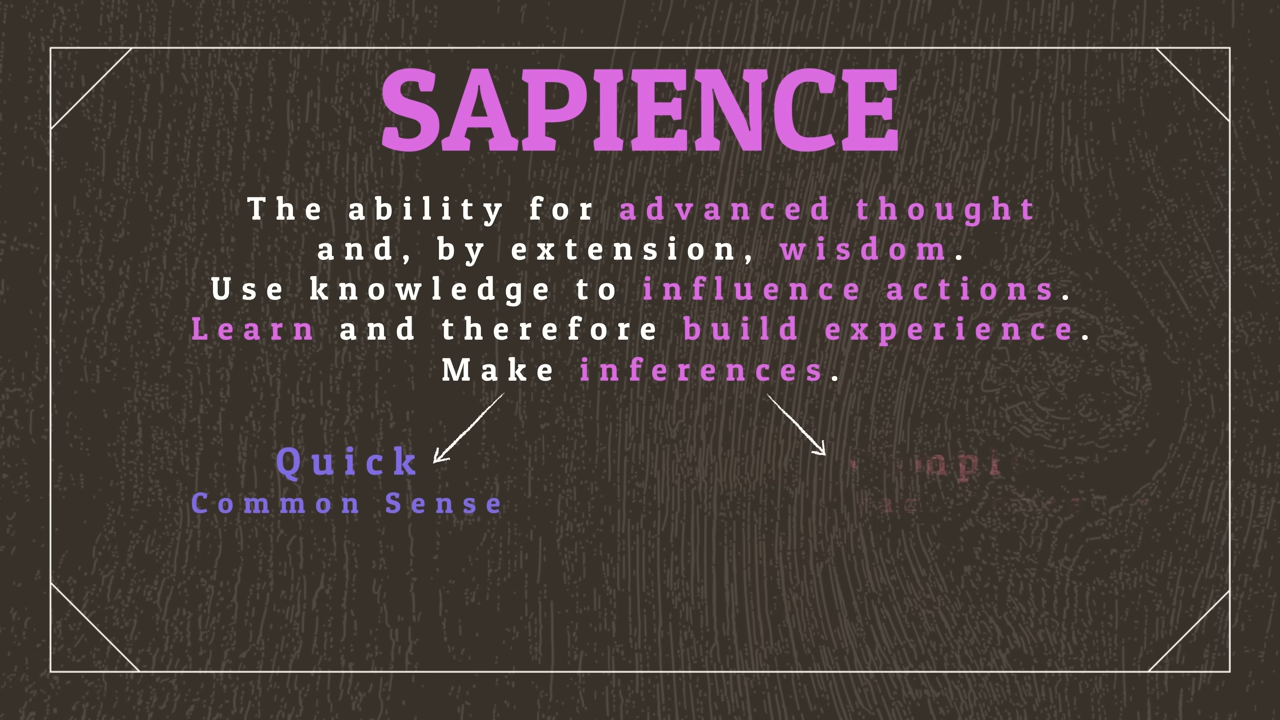 SAPIENCE
The ability for advanced thought
and, by extension, wisdom.
Use knowledge to influence actions.
Learn and therefore build experience.
Make inferences.
Quick
Common Sense